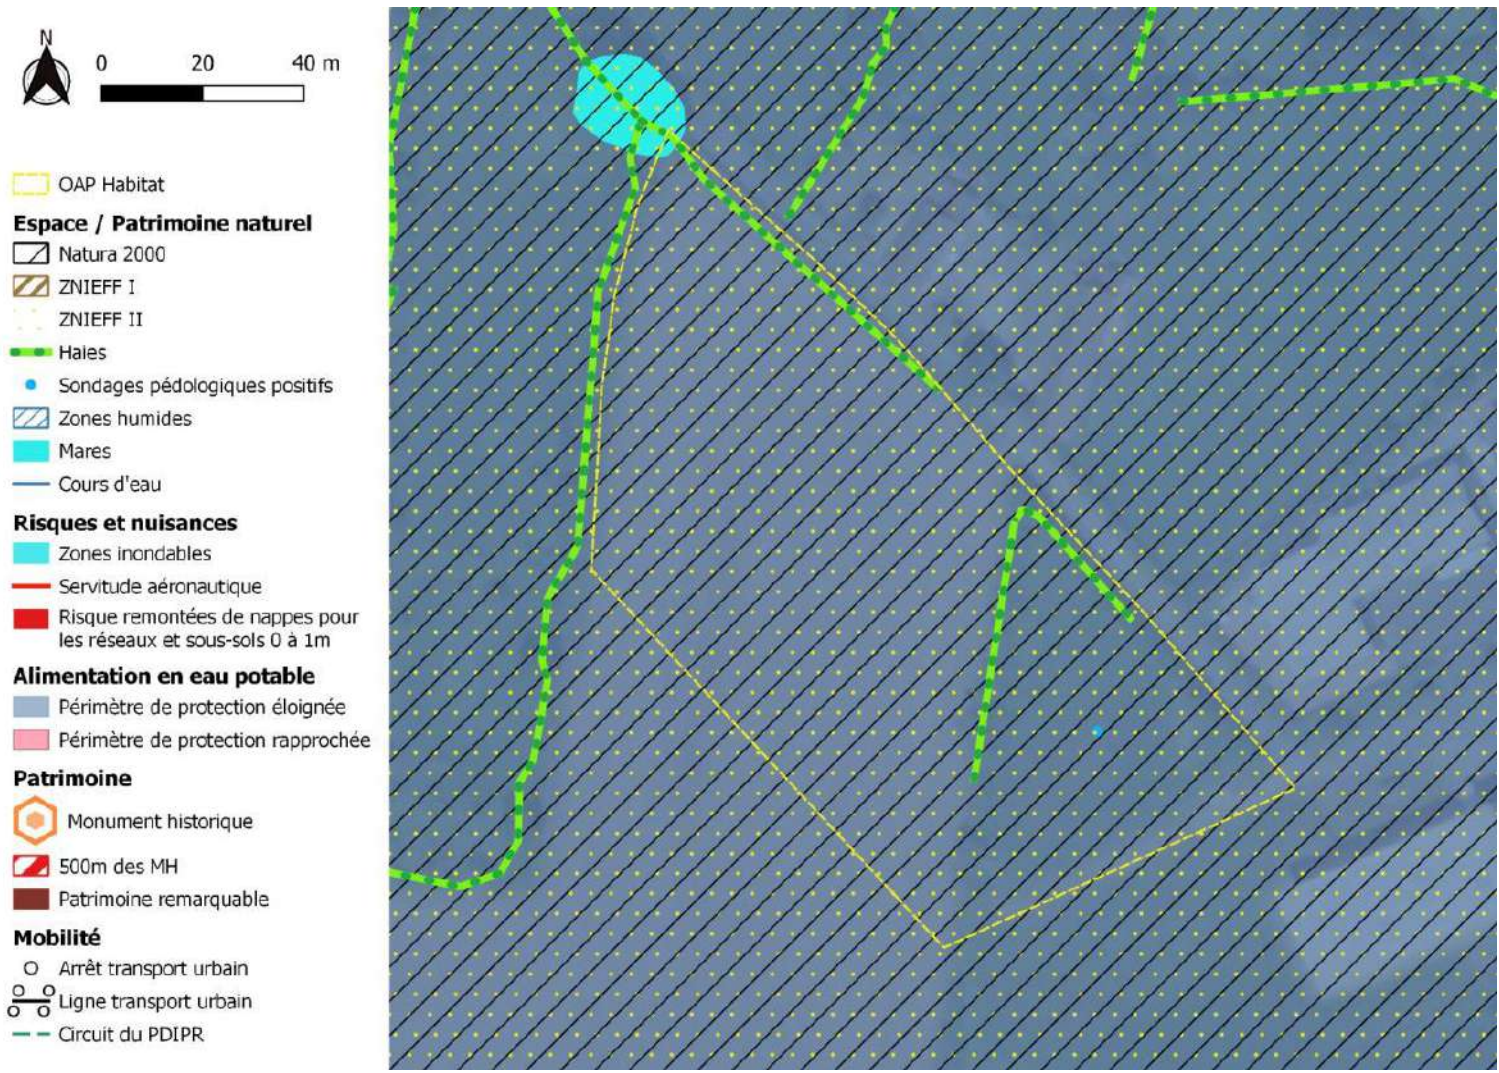 N
0 20 40 m
OAP Habitat
Espace / Patrimoine naturel
Natura 2000
ZNIEFF I
ZNIEFF II
Haies
Sondages pédologiques positifs
Zones humides
Mares
Cours d'eau
Risques et nuisances
Zones inondables
Servitude aéronautique
Risque remontées de nappes pour
les réseaux et sous-sols 0 à 1m
Alimentation en eau potable
Périmètre de protection éloignée
Périmètre de protection rapprochée
Patrimoine
Monument historique
500m des MH
Patrimoine remarquable
Mobilité
Arrêt transport urbain
Ligne transport urbain
Circuit du PDIPR